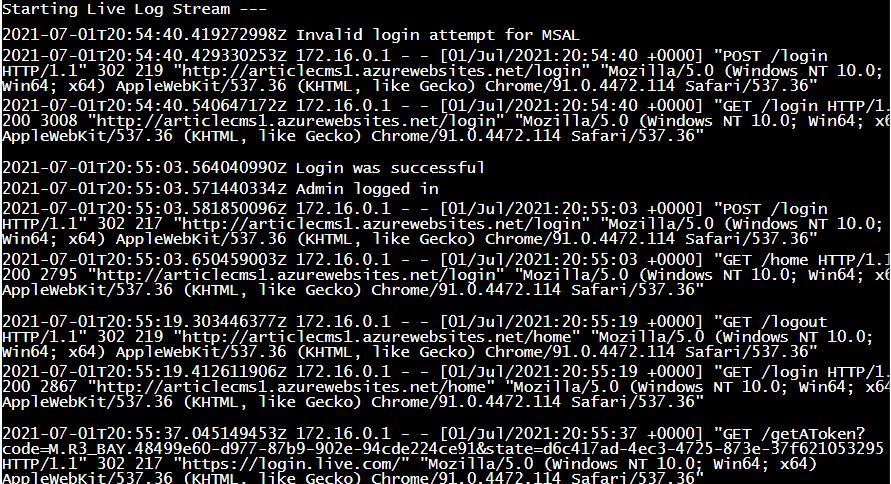 Starting Live Log Stream ---
2021-07-01T20:54:40.419272998Z Invalid login attempt for MSAL
2021-07-01T20:54:40.429330253Z 172.16.0.1 - - [01/Jul/2021:20:54:40 +0000] "POST /login
HTTP/1.1" 302 219 "http://articlecms1.azurewebsites.net/login" "Mozilla/5.0 (Windows NT 10.0;
Win64; x64) AppleWebKit/537.36 (KHTML, like Gecko) Chrome/91.0.4472.114 Safari/537.36"
2021-07-01T20:54:40.540647172Z 172.16.0.1 - - [01/Jul/2021:20:54:40 +0000] "GET /login HTTP/1.
200 3008 "http://articlecms1.azurewebsites.net/login" "Mozilla/5.0 (Windows NT 10.0; Win64; x6
AppleWebKit/537.36 (KHTML, like Gecko) Chrome/91.0.4472.114 Safari/537.36"
2021-07-01T20:55:03.564040990Z Login was successful
2021-07-01T20:55:03.571440334Z Admin logged in
2021-07-01T20:55:03.581850096Z 172.16.0.1 - - [01/Jul/2021:20:55:03 +0000] "POST /login
HTTP/1.1" 302 217 "http://articlecms1.azurewebsites.net/login" "Mozilla/5.0 (Windows NT 10.0;
Win64; x64) AppleWebKit/537.36 (KHTML, like Gecko) Chrome/91.0.4472.114 Safari/537.36"
2021-07-01T20:55:03.650459003Z 172.16.0.1 - - [01/Jul/2021:20:55:03 +0000] "GET /home HTTP/1.1
200 2795 "http://articlecms1.azurewebsites.net/login" "Mozilla/5.0 (Windows NT 10.0; Win64; x6
AppleWebKit/537.36 (KHTML, like Gecko) Chrome/91.0.4472.114 Safari/537.36"
2021-07-01T20:55:19.303446377Z 172.16.0.1 - - [01/Jul/2021:20:55:19 +0000] "GET /logout
HTTP/1.1" 302 219 "http://articlecms1.azurewebsites.net/home" "Mozilla/5.0 (Windows NT 10.0;
Win64; x64) AppleWebKit/537.36 (KHTML, like Gecko) Chrome/91.0.4472.114 Safari/537.36"
2021-07-01T20:55:19.412611906Z 172.16.0.1 - - [01/Jul/2021:20:55:19 +0000] "GET /login HTTP/1.
200 2867 "http://articlecms1.azurewebsites.net/home" "Mozilla/5.0 (Windows NT 10.0; Win64; x64
AppleWebKit/537.36 (KHTML, like Gecko) Chrome/91.0.4472.114 Safari/537.36"
2021-07-01T20:55:37.045149453Z 172.16.0.1 - - [01/Jul/2021:20:55:37 +0000] "GET /getAToken?
code=M.R3_BAY.48499e60-d977-87b9-902e-94cde224ce91&state=d6c417ad-4ec3-4725-873e-37f621053295
HTTP/1.1" 302 217 "https://login.live.com/" "Mozilla/5.0 (Windows NT 10.0; Win64; x64)
AppleWebKit/537.36 (KHTML, like Gecko) Chrome/91.0.4472.114 Safari/537.36"